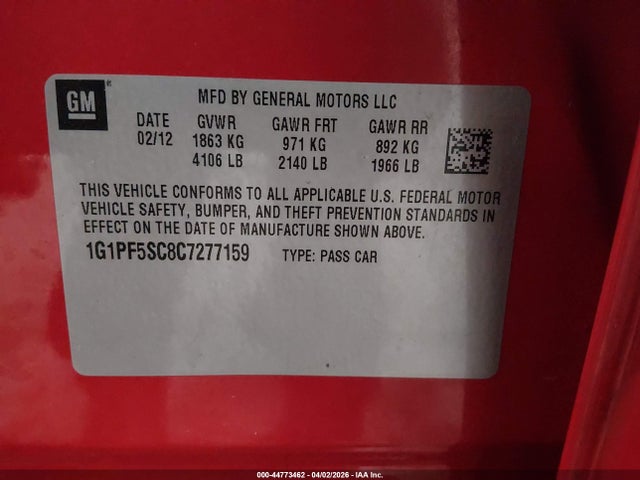 GM
MFD BY GENERAL MOTORS LLC
DATE GVWR GAWR FRT GAWR RR
02/12 1863 KG 971 KG 892 KG
4106 LB 2140 LB 1966 LB
THIS VEHICLE CONFORMS TO ALL APPLICABLE U.S. FEDERAL MOTOR
VEHICLE SAFETY, BUMPER, AND THEFT PREVENTION STANDARDS IN
EFFECT ON THE DATE OF MANUFACTURE SHOWN ABOVE.
1G1PF5SC8C7277159 TYPE: PASS CAR
000-44773462 - 04/02/2026 - IAA Inc.